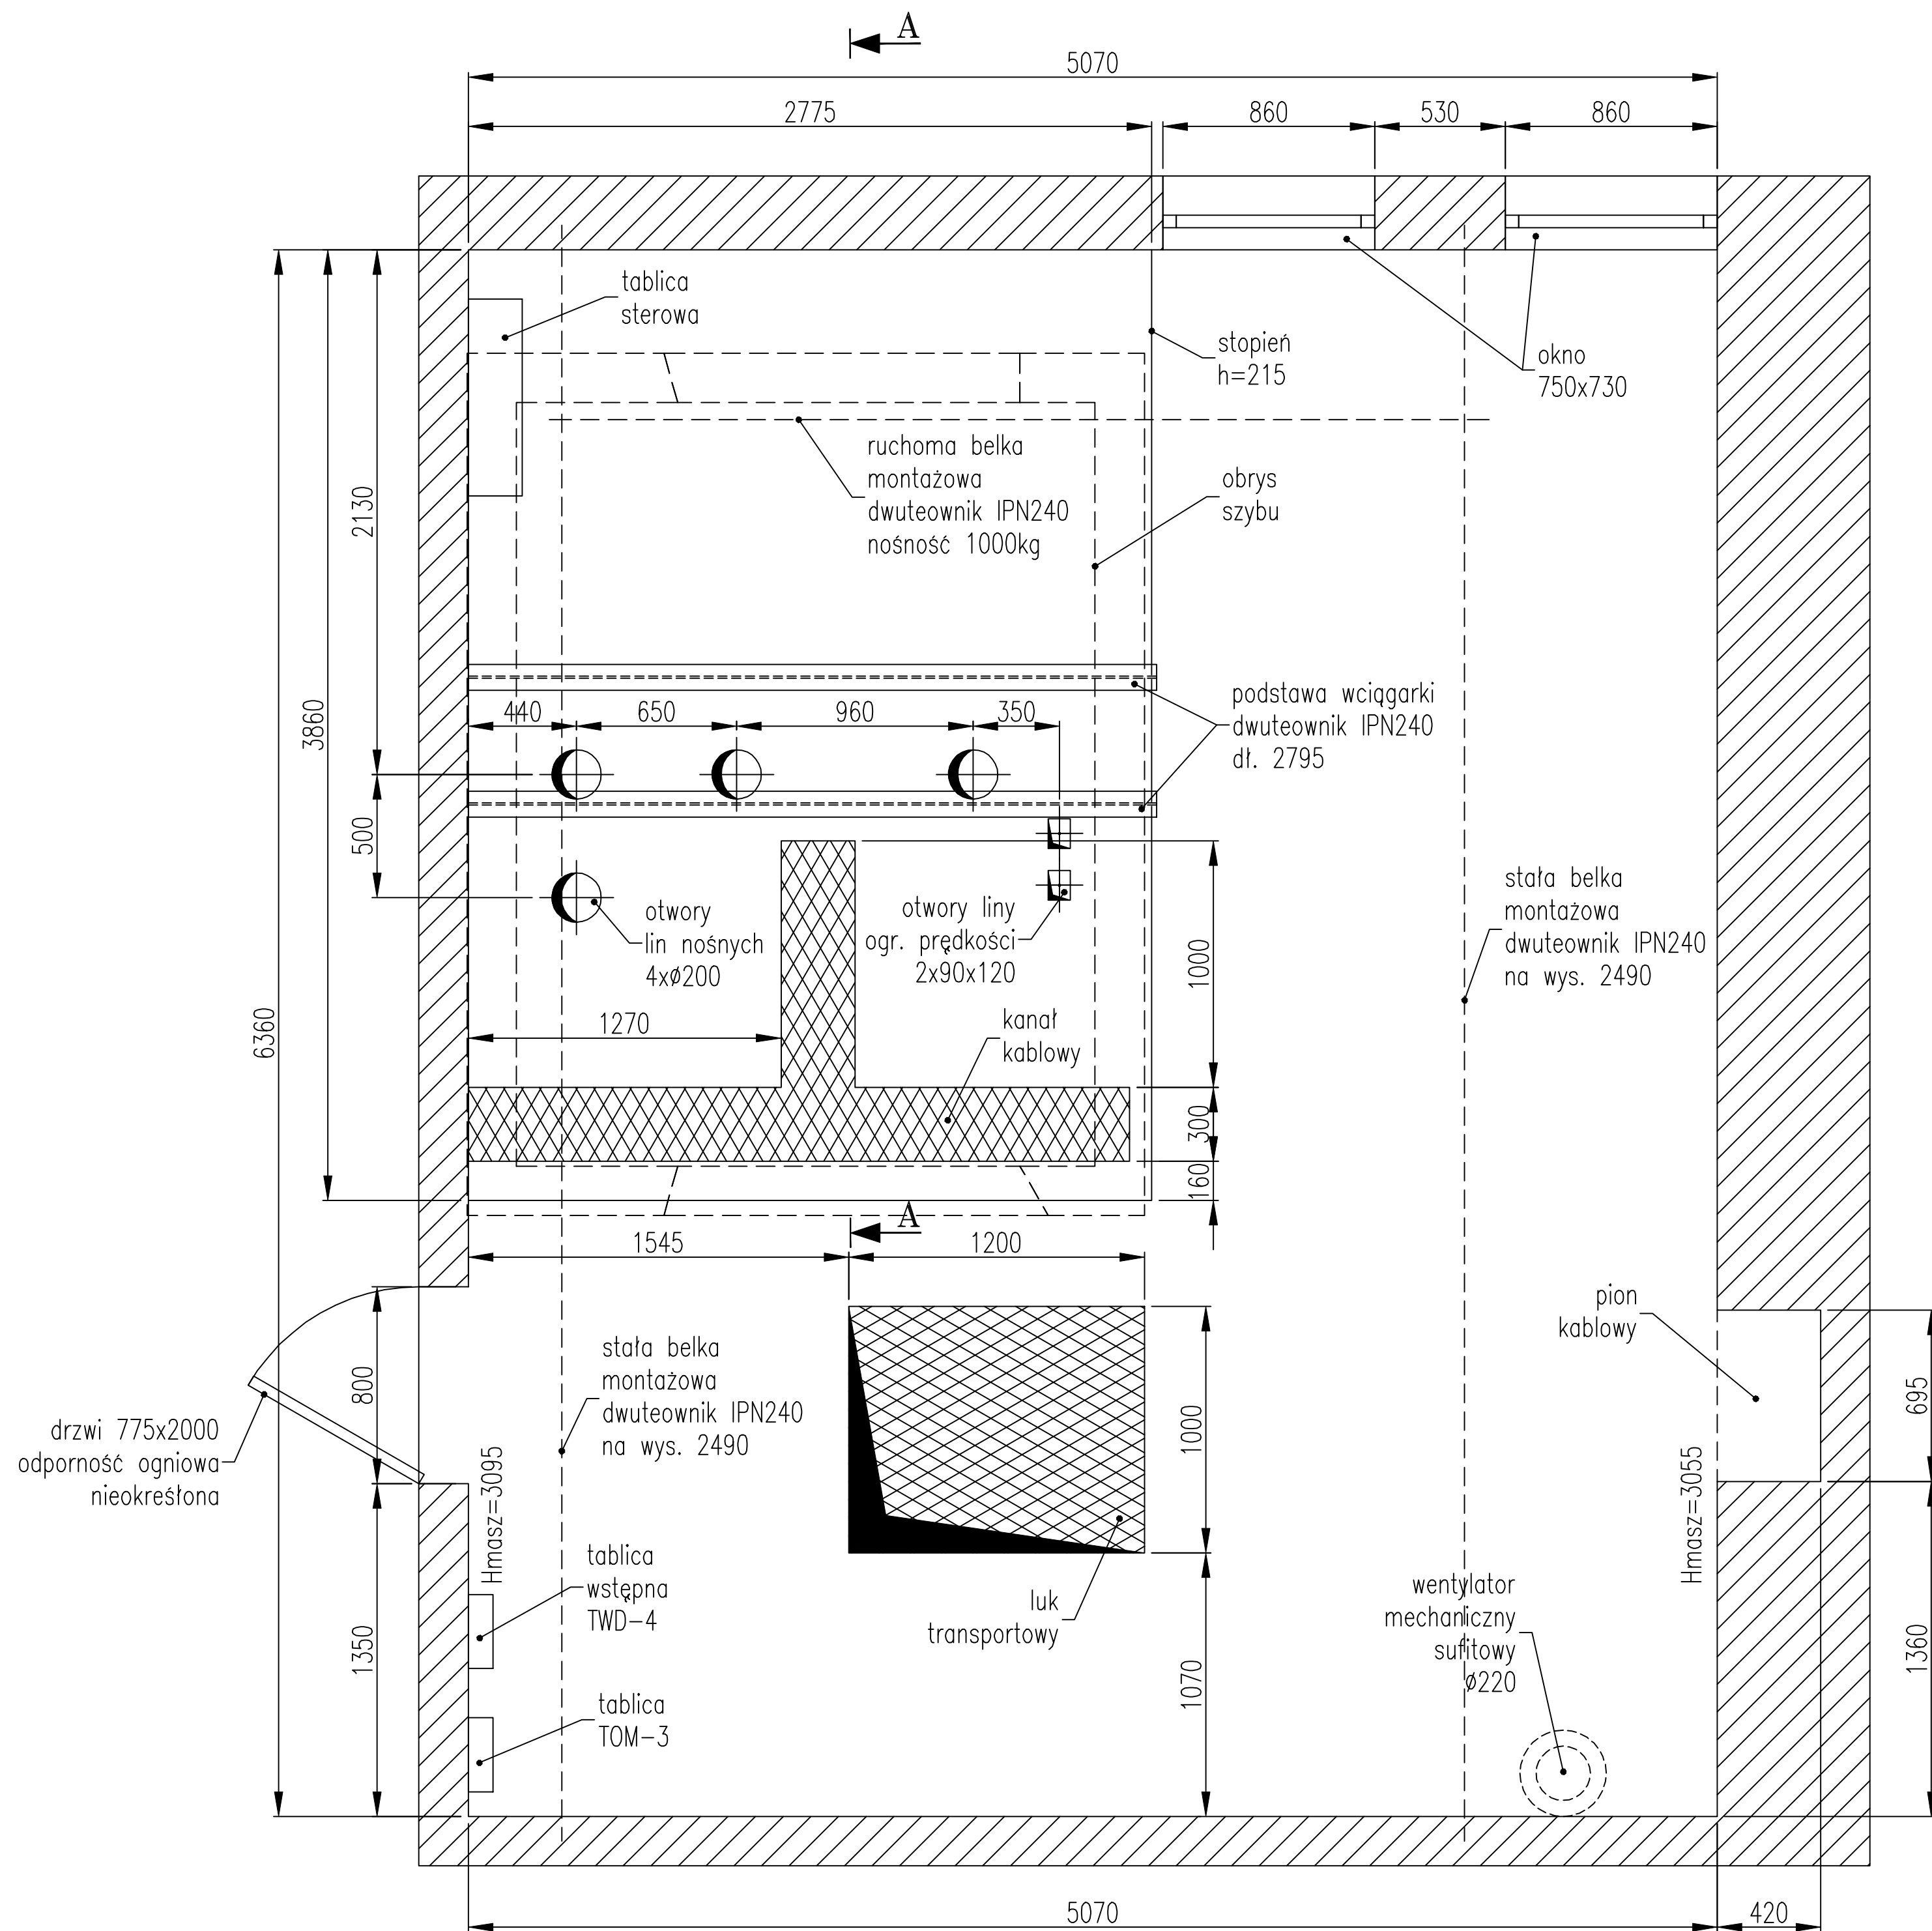 A
5070
2775
860
530
860
tablica
sterowa
stopień
h=215
okno
750x730
ruchoma belka
montażowa
dwuteownik IPN240
nośność 1000kg
obrys
szybu
2130
3860
6360
podstawa wciągarki
dwuteownik IPN240
dł. 2795
440
650
960
350
500
otwory
lin nośnych
4xø200
otwory liny
ogr. prędkości
2x90x120
stała belka
montażowa
dwuteownik IPN240
na wys. 2490
1000
1270
kanał
kablowy
300
160
A
1545
1200
pion
kablowy
800
stała belka
montażowa
dwuteownik IPN240
na wys. 2490
1000
695
drzwi 775x2000
odporność ogniowa
nieokreśłona
Hmasz=3095
Hmasz=3055
tablica
wstępna
TWD-4
luk
transportowy
wentylator
mechaniczny
sufitowy
ø220
1350
1070
1360
tablica
TOM-3
5070
420